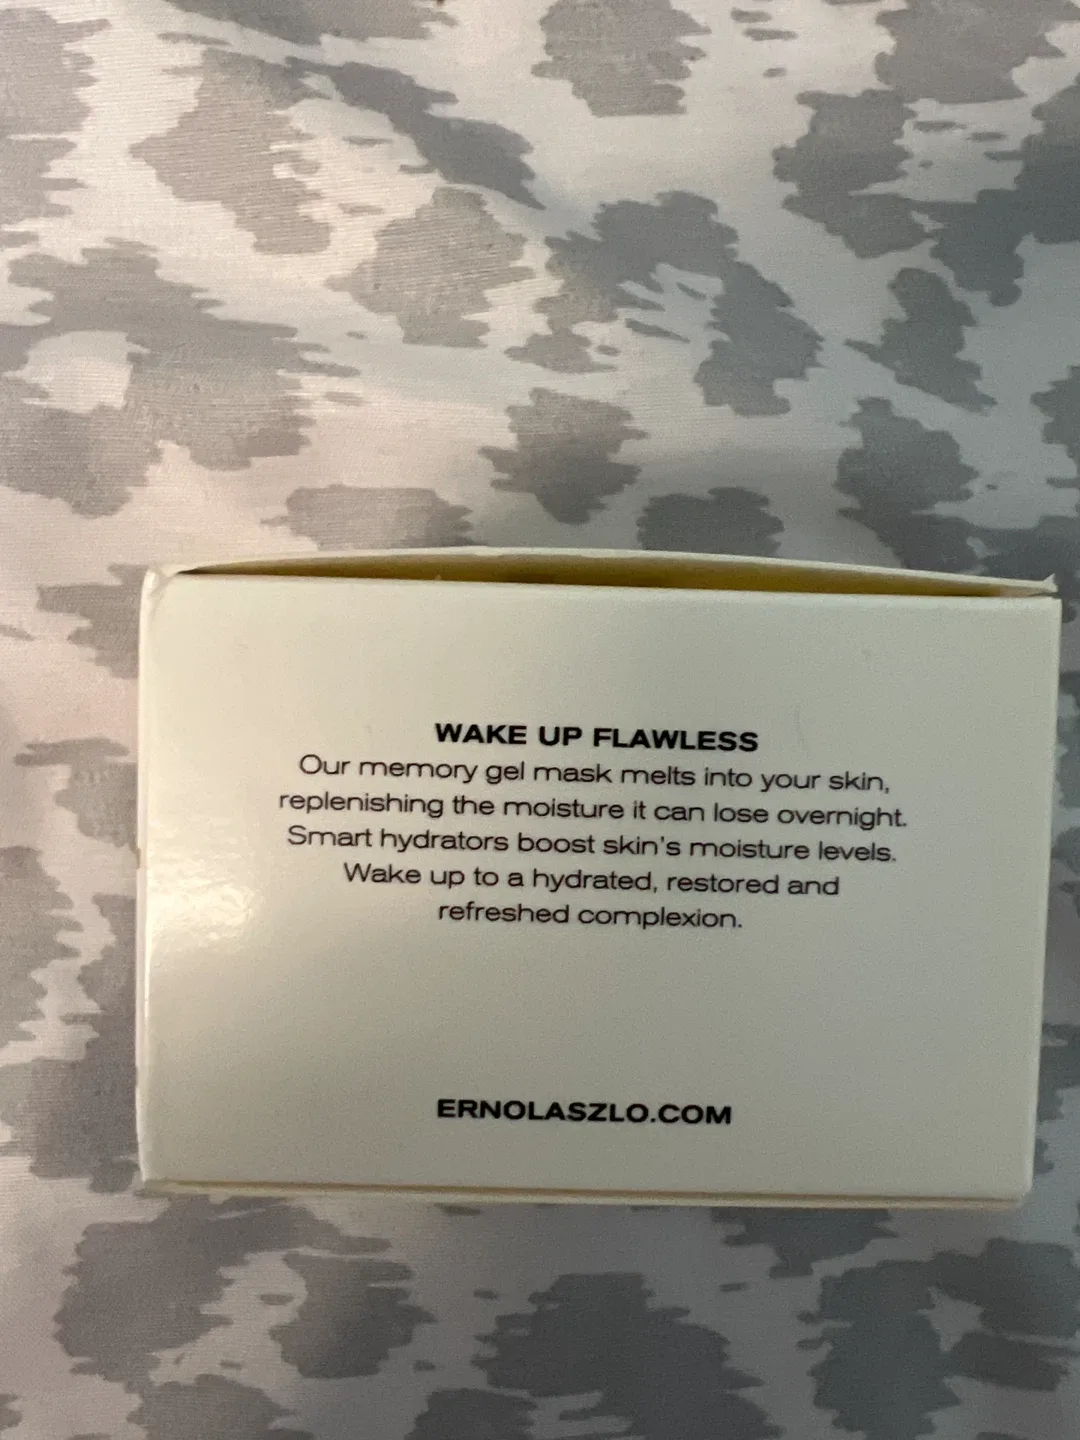 WAKE UP FLAWLESS
Our memory gel mask melts into your skin,
replenishing the moisture it can lose overnight.
Smart hydrators boost skin's moisture levels.
Wake up to a hydrated, restored and
refreshed complexion.
ERNOLASZLO.COM